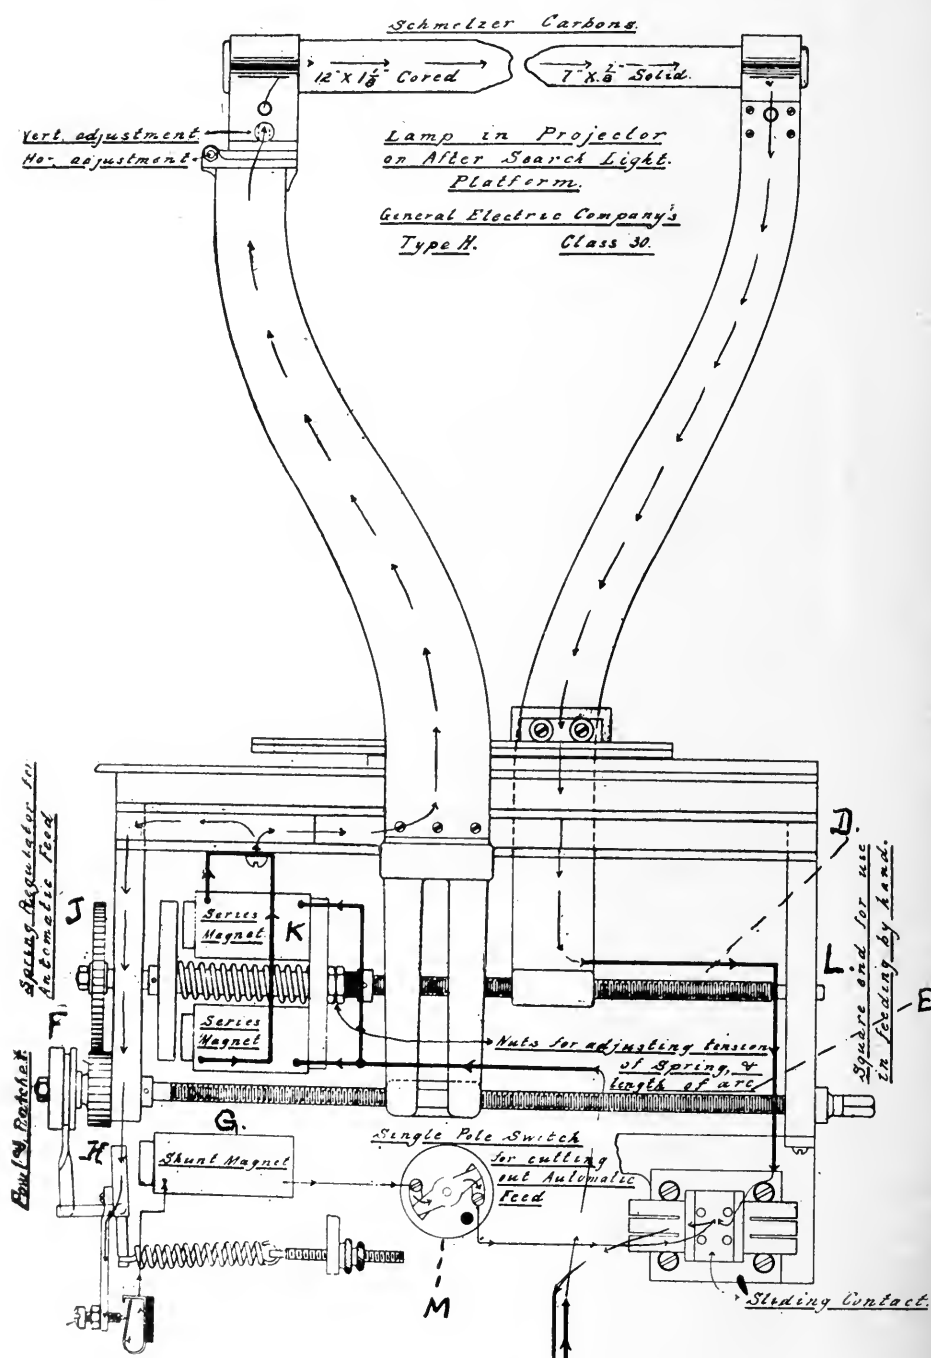 Schmelzer Carbons.
12" X 1 1/8" Cored
7" X 7/8" Solid.
Vert. adjustment
Hor. adjustment
Lamp in Projector
on After Search Light
Platform.
General Electric Company's
Type H. Class 30.
Spring Regulator for
Automatic Feed
J
F.
Pawl & Ratchet
H
Series
Magnet.
K
Series
Magnet
Nuts for adjusting tension
of Spring, &
length of arc
D.
L
E
Square end for use
in feeding by hand.
G.
Shunt Magnet
Single Pole Switch
for cutting
out Automatic
Feed
M
Sliding Contact.